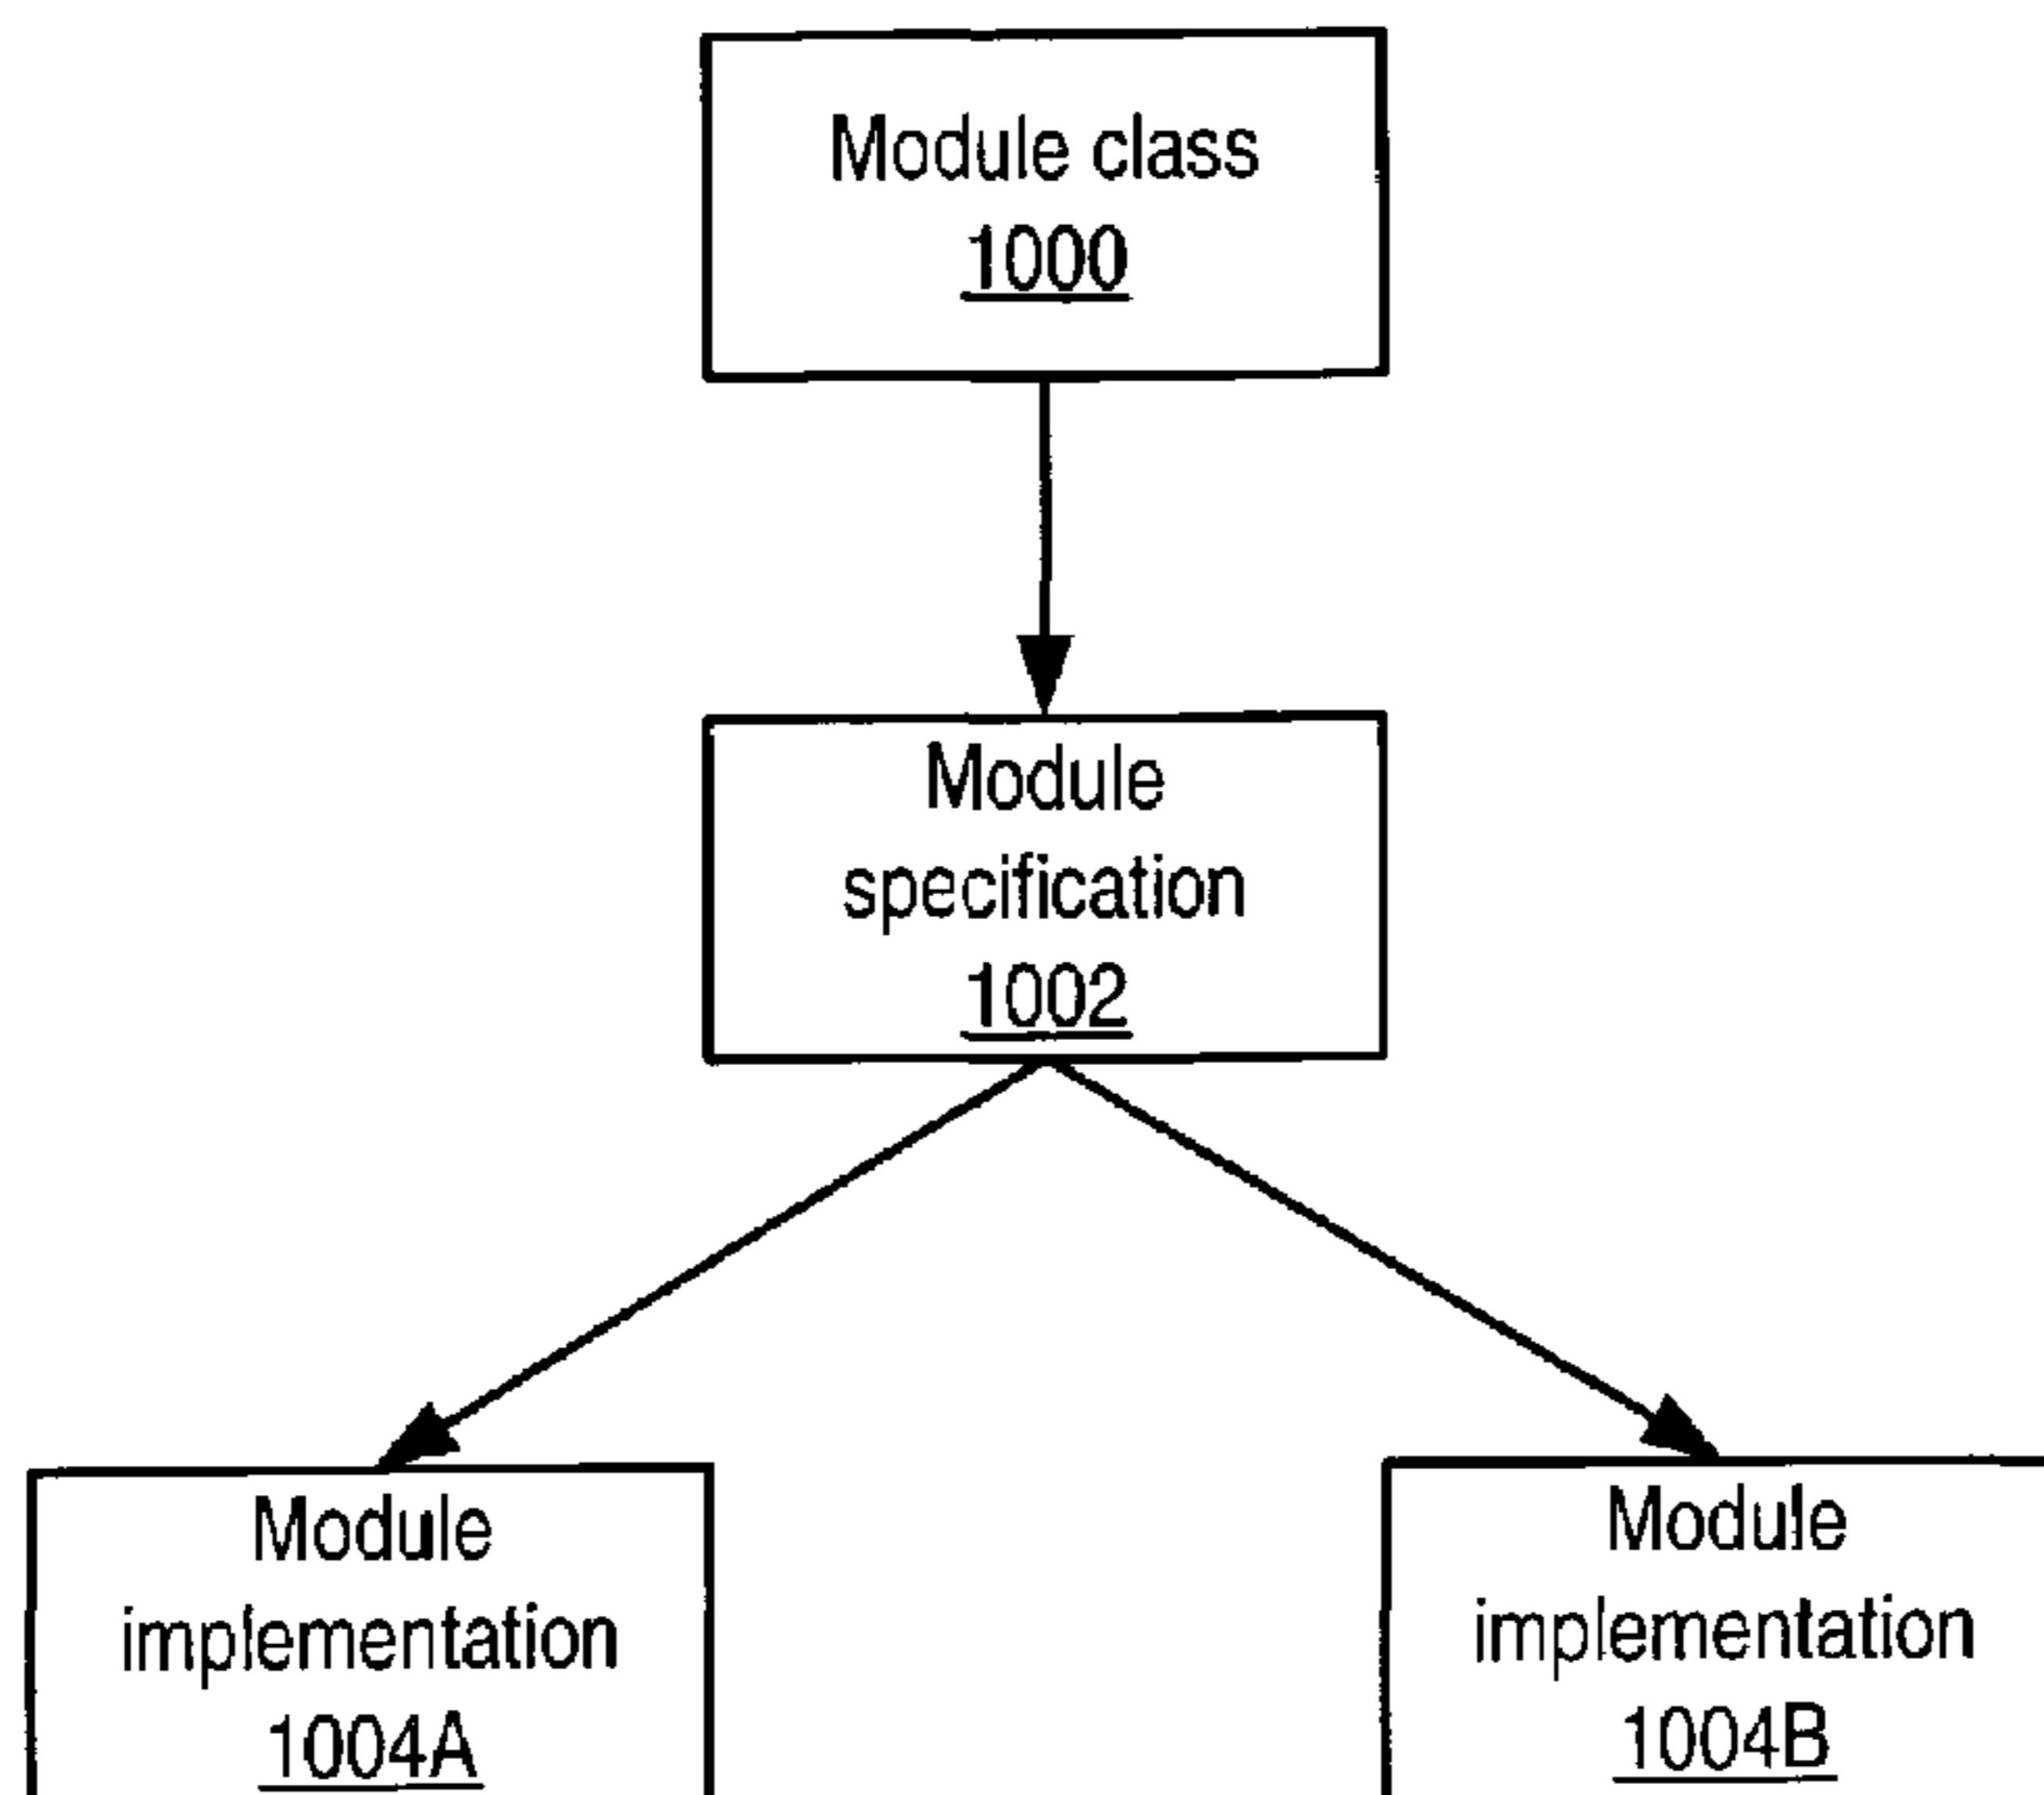 Module class
1000
Module
specification
1002
Module
implementation
1004A
Module
implementation
1004B